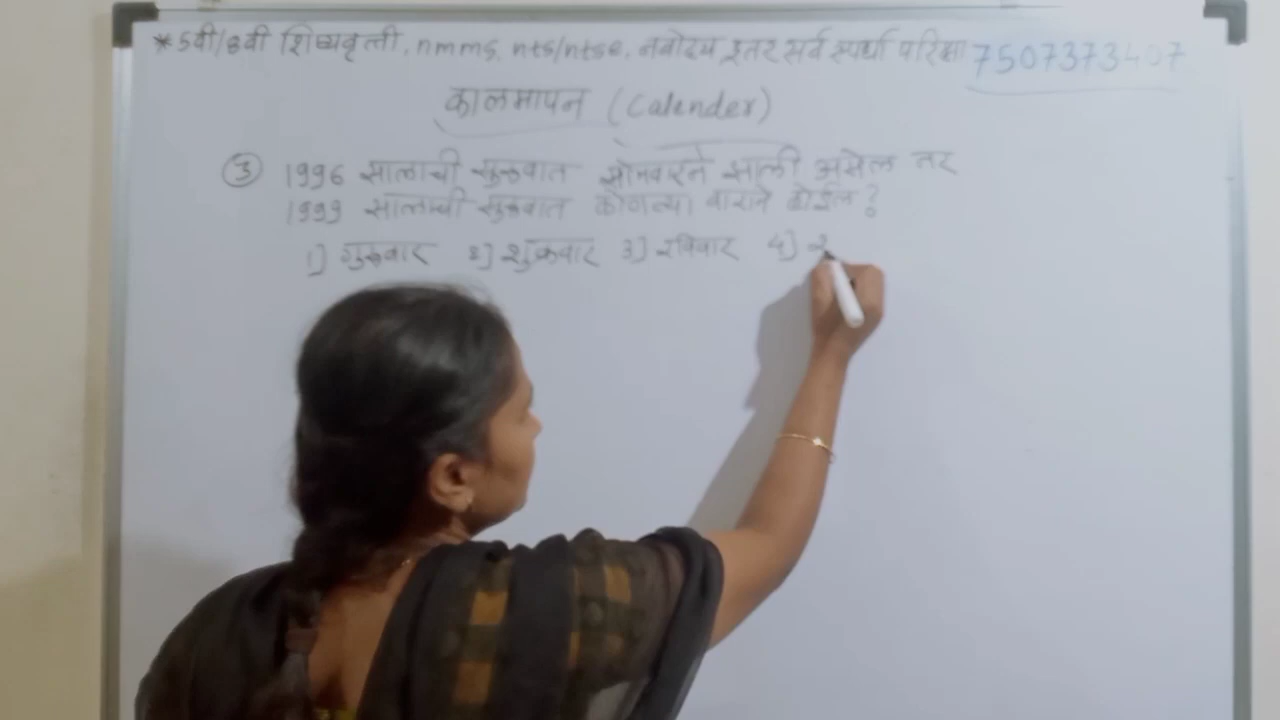 * 5वी/8वी शिष्यवृत्ती, nmms, nts/ntse, नवोदय इतर सर्व स्पर्धा परिक्षा 7507373407
कालमापन (Calender)
③ 1996 सालाची सुरुवात सोमवारने झाली असेल तर
1999 सालाची सुरुवात कोणत्या वाराने होईल ?
1) गुरुवार 2) शुक्रवार 3) रविवार 4)